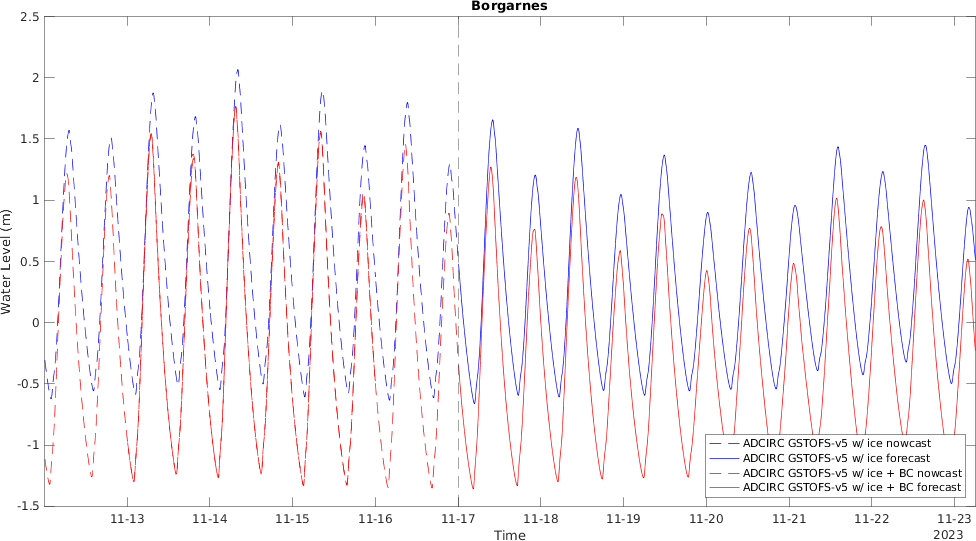 Borgarnes
2.5
2
1.5
1
0.5
0
-0.5
-1
-1.5
Water Level (m)
ADCIRC GSTOFS-v5 w/ ice nowcast
ADCIRC GSTOFS-v5 w/ ice forecast
ADCIRC GSTOFS-v5 w/ ice + BC nowcast
ADCIRC GSTOFS-v5 w/ ice + BC forecast
11-13 11-14 11-15 11-16 11-17 11-18 11-19 11-20 11-21 11-22 11-23
Time
2023